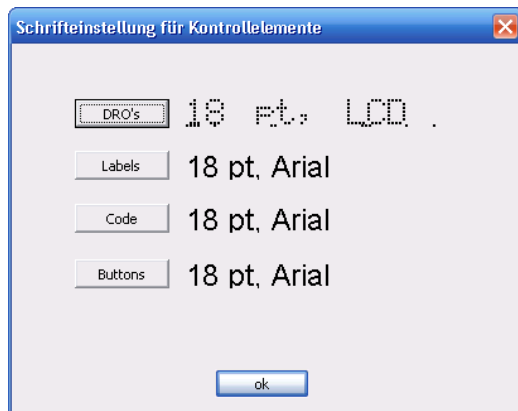 Schrifteinstellung für Kontrollelemente
DRO's 18 pt, LCD .
Labels 18 pt, Arial
Code 18 pt, Arial
Buttons 18 pt, Arial
ok